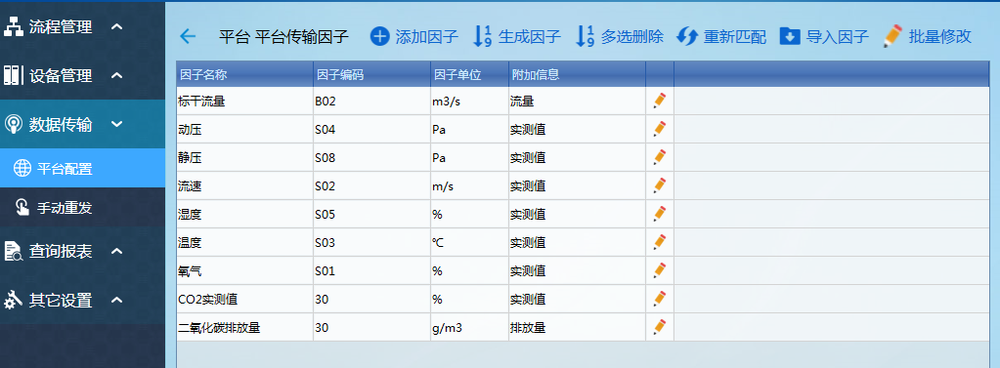 流程管理
设备管理
数据传输
平台配置
手动重发
查询报表
其它设置
平台 平台传输因子 添加因子 生成因子 多选删除 重新匹配 导入因子 批量修改
因子名称 因子编码 因子单位 附加信息
标干流量 B02 m3/s 流量
动压 S04 Pa 实测值
静压 S08 Pa 实测值
流速 S02 m/s 实测值
湿度 S05 % 实测值
温度 S03 ℃ 实测值
氧气 S01 % 实测值
CO2实测值 30 % 实测值
二氧化碳排放量 30 g/m3 排放量